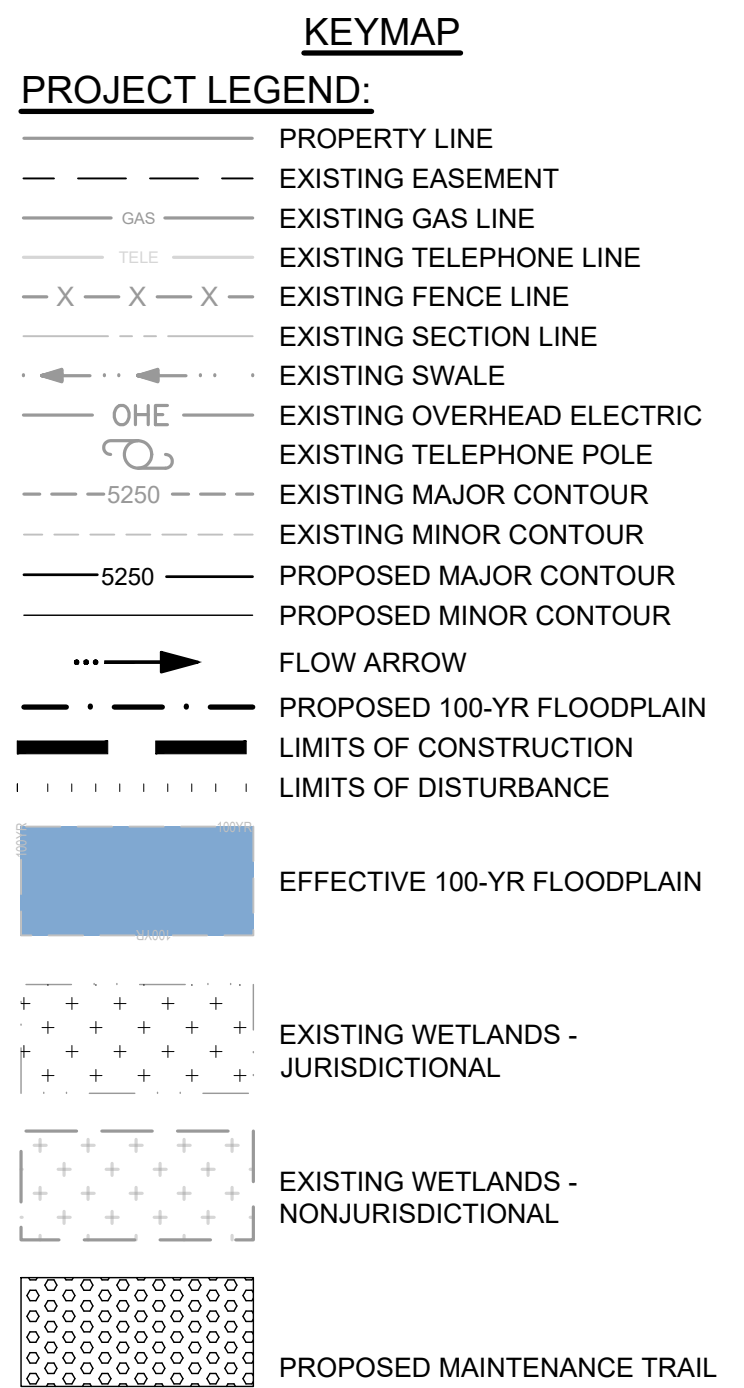 KEYMAP
PROJECT LEGEND:
PROPERTY LINE
EXISTING EASEMENT
GAS EXISTING GAS LINE
TELE EXISTING TELEPHONE LINE
X X X EXISTING FENCE LINE
EXISTING SECTION LINE
EXISTING SWALE
OHE EXISTING OVERHEAD ELECTRIC
EXISTING TELEPHONE POLE
5250 EXISTING MAJOR CONTOUR
EXISTING MINOR CONTOUR
5250 PROPOSED MAJOR CONTOUR
PROPOSED MINOR CONTOUR
FLOW ARROW
PROPOSED 100-YR FLOODPLAIN
LIMITS OF CONSTRUCTION
LIMITS OF DISTURBANCE
100YR 100YR
EFFECTIVE 100-YR FLOODPLAIN
100YR
EXISTING WETLANDS -
JURISDICTIONAL
EXISTING WETLANDS -
NONJURISDICTIONAL
PROPOSED MAINTENANCE TRAIL